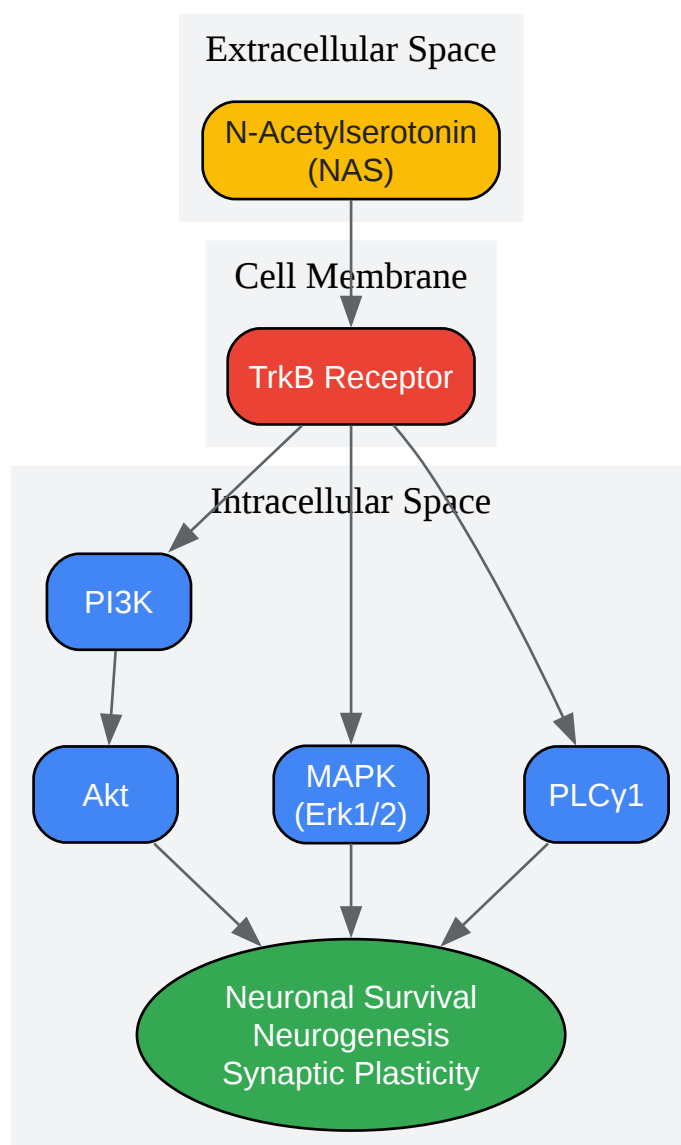 Extracellular Space
N-Acetylserotonin
(NAS)
Cell Membrane
TrkB Receptor
Intracellular Space
PI3K
Akt
MAPK
(Erk1/2)
PLCγ1
Neuronal Survival
Neurogenesis
Synaptic Plasticity